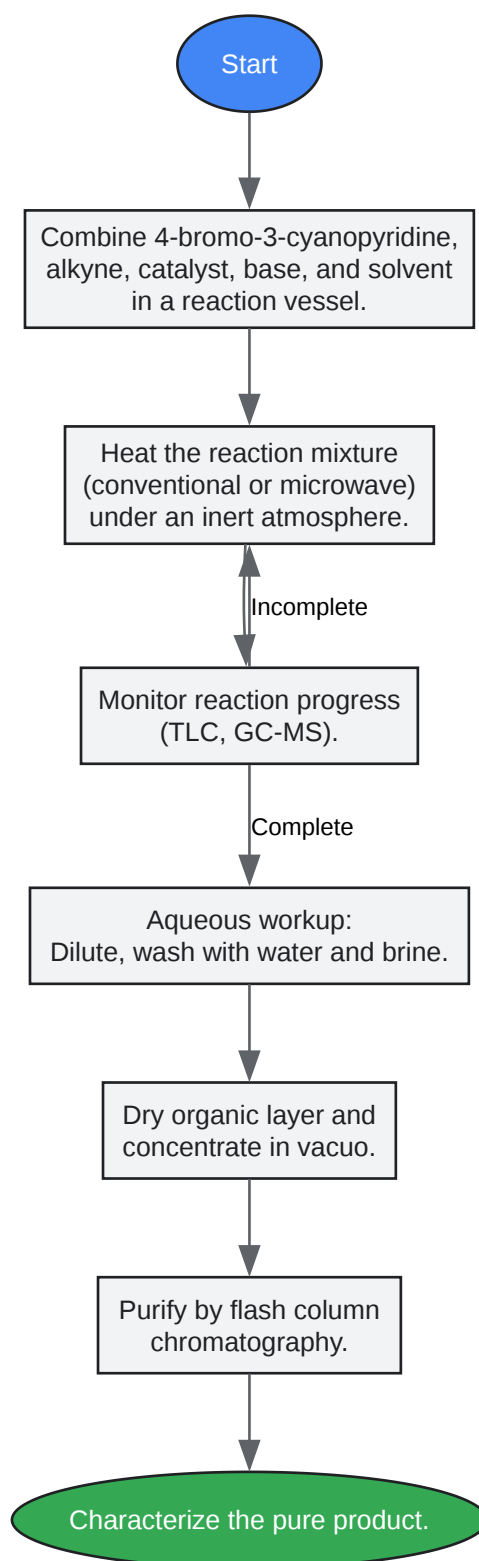 Start
Combine 4-bromo-3-cyanopyridine,
alkyne, catalyst, base, and solvent
in a reaction vessel.
Heat the reaction mixture
(conventional or microwave)
under an inert atmosphere.
Incomplete
Monitor reaction progress
(TLC, GC-MS).
Complete
Aqueous workup:
Dilute, wash with water and brine.
Dry organic layer and
concentrate in vacuo.
Purify by flash column
chromatography.
Characterize the pure product.